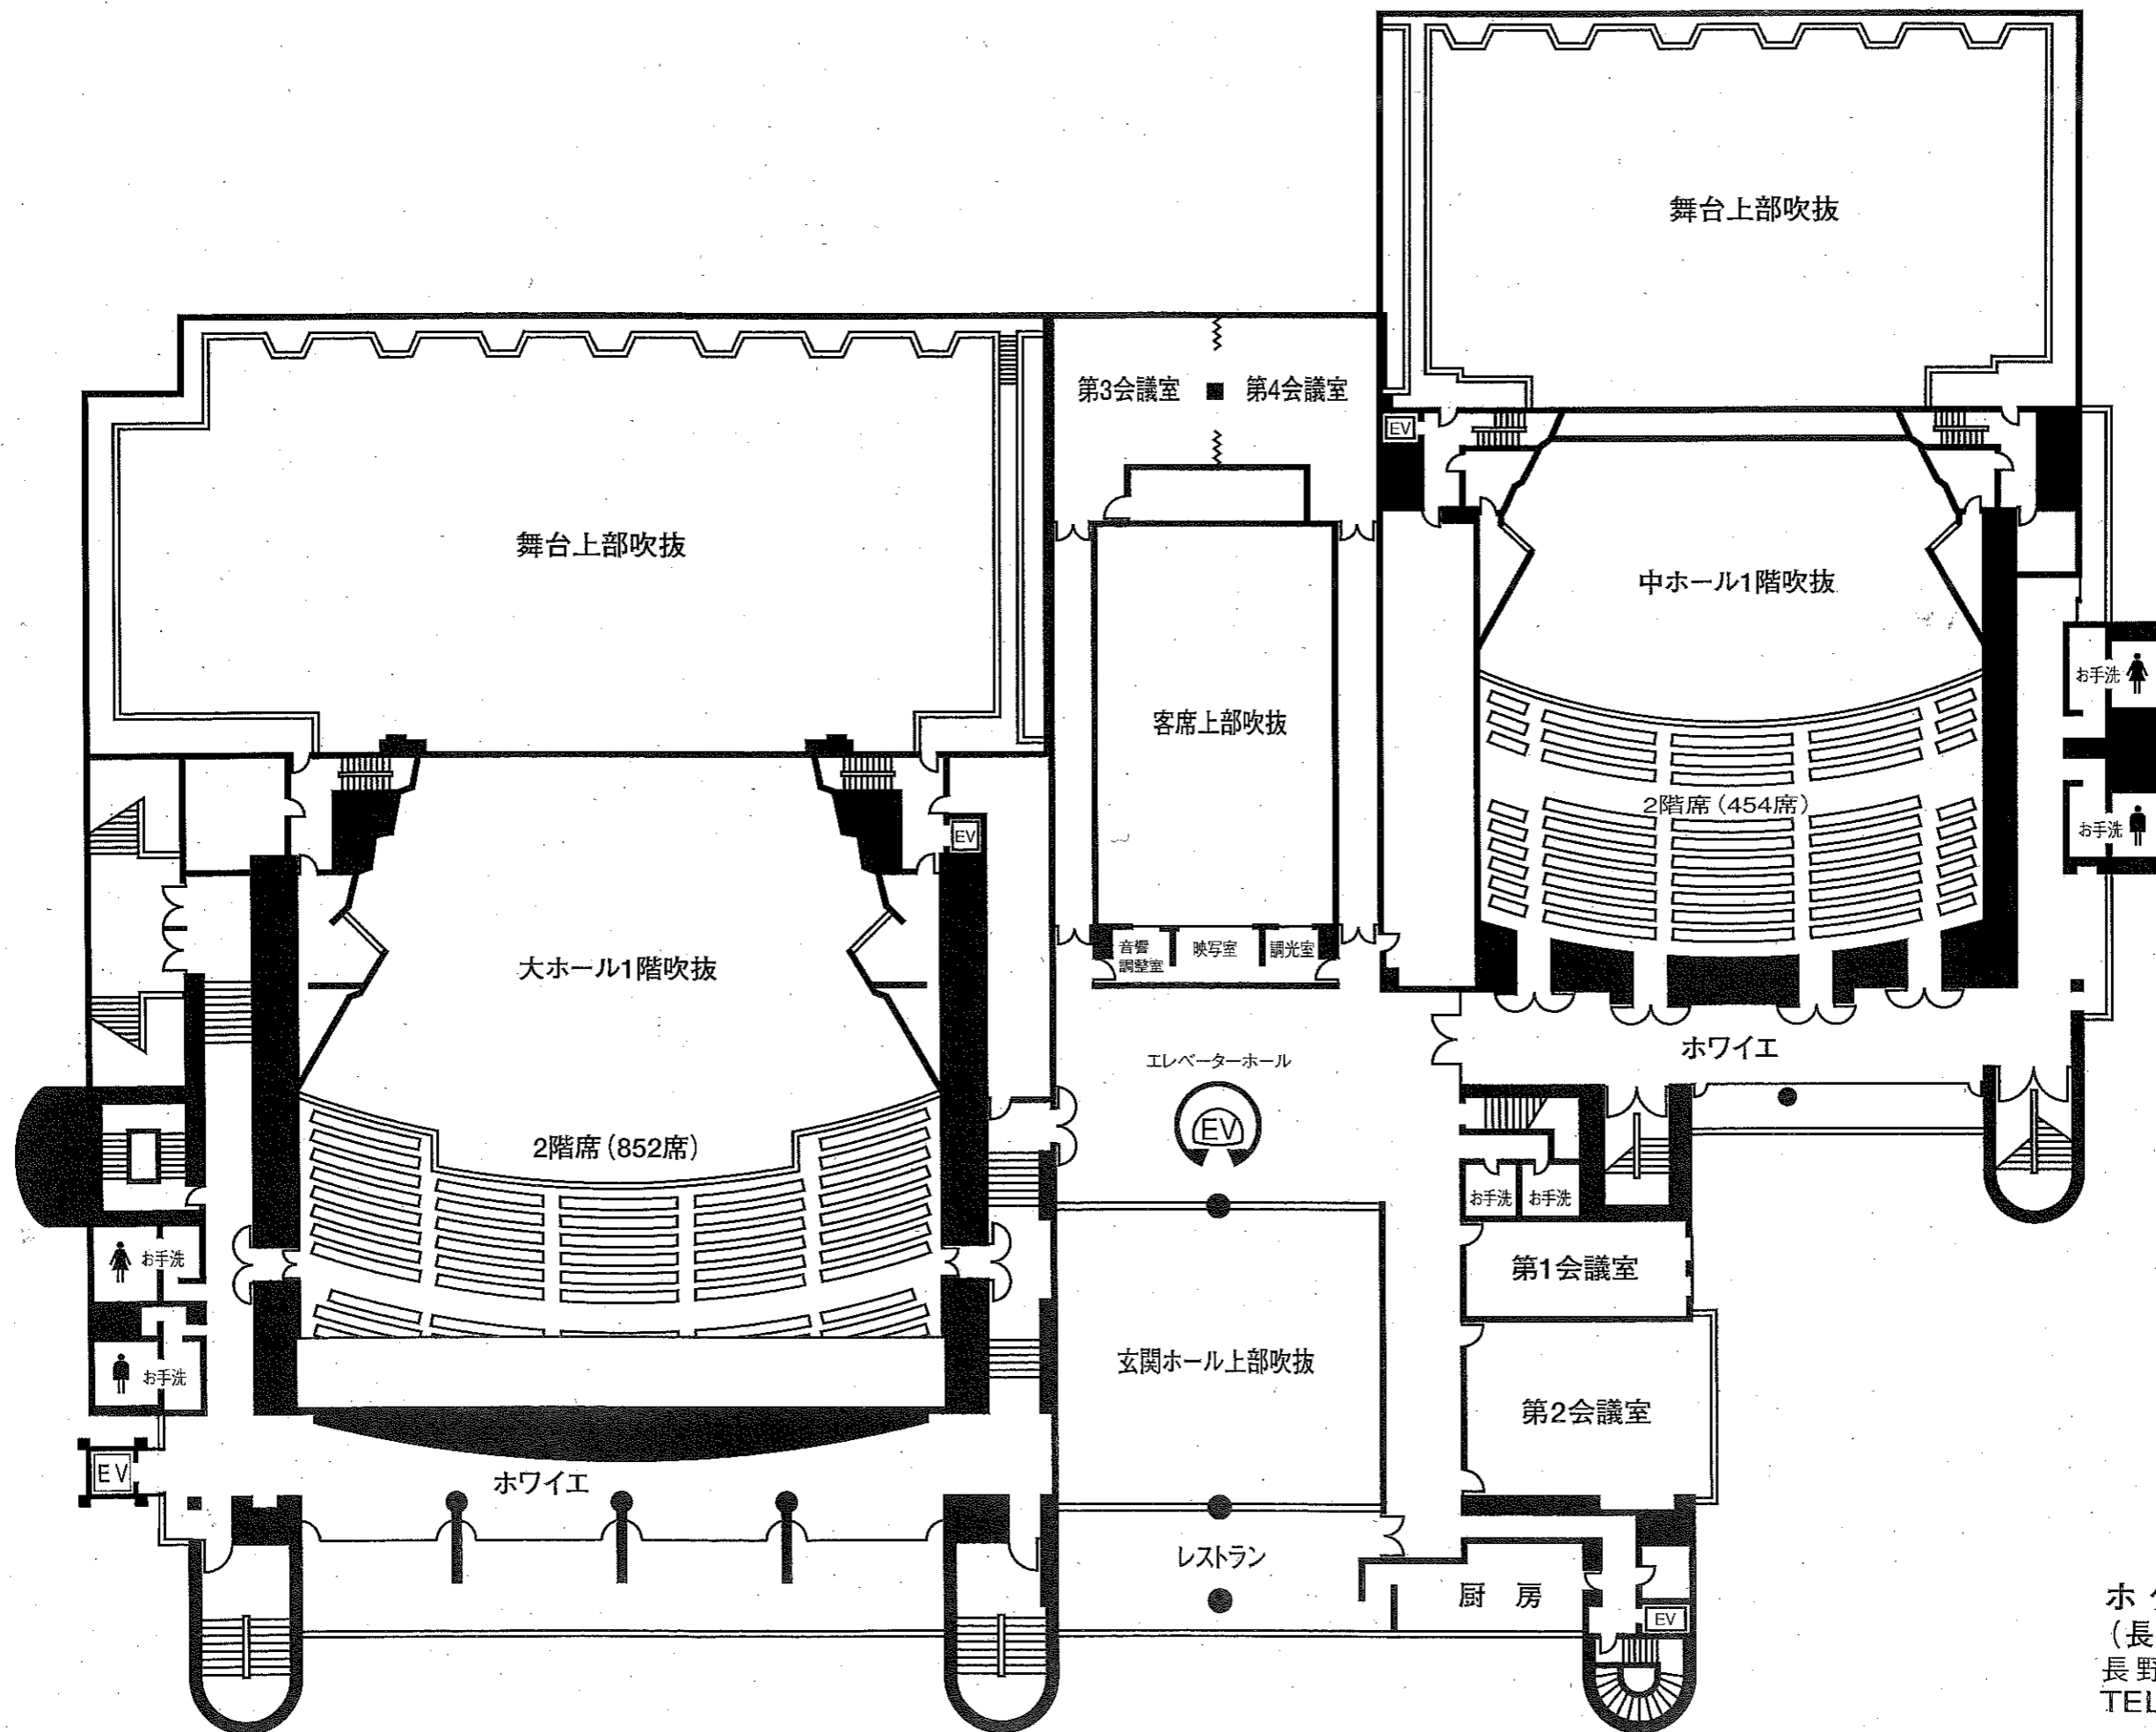 舞台上部吹抜
第3会議室
第4会議室
EV
舞台上部吹抜
中ホール1階吹抜
お手洗
客席上部吹抜
2階席(454席)
お手洗
EV
音響
調整室
映写室
調光室
大ホール1階吹抜
ホワイエ
エレベーターホール
EV
2階席(852席)
お手洗
お手洗
お手洗
第1会議室
玄関ホール上部吹抜
お手洗
第2会議室
EV
ホワイエ
レストラン
厨房
EV
ホ
(長
長野
TEL